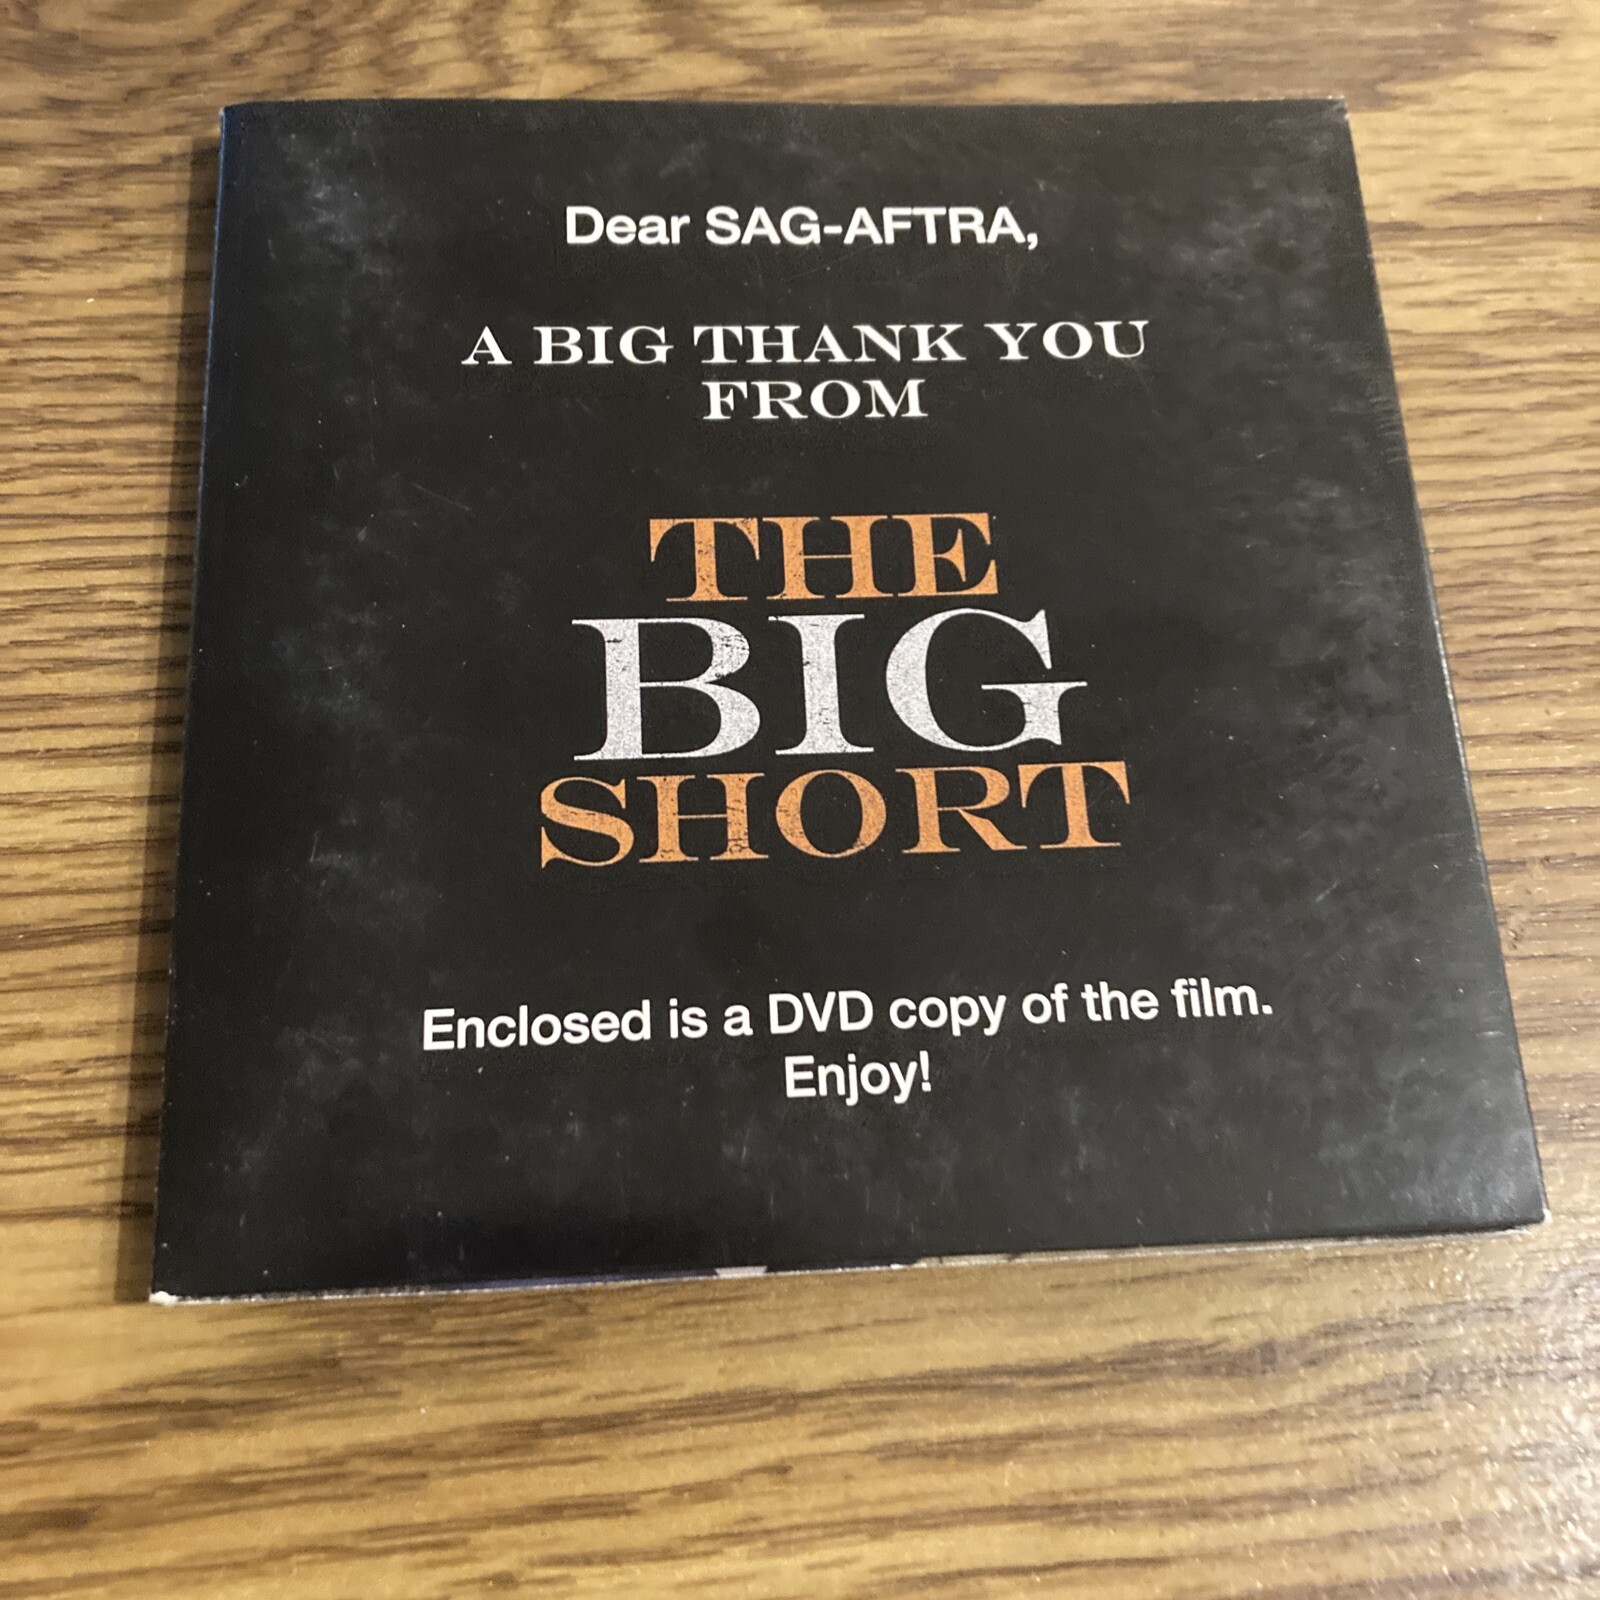 Dear SAG-AFTRA,
A BIG THANK YOU
FROM
THE
BIG
SHORT
Enclosed is a DVD copy of the film.
Enjoy!